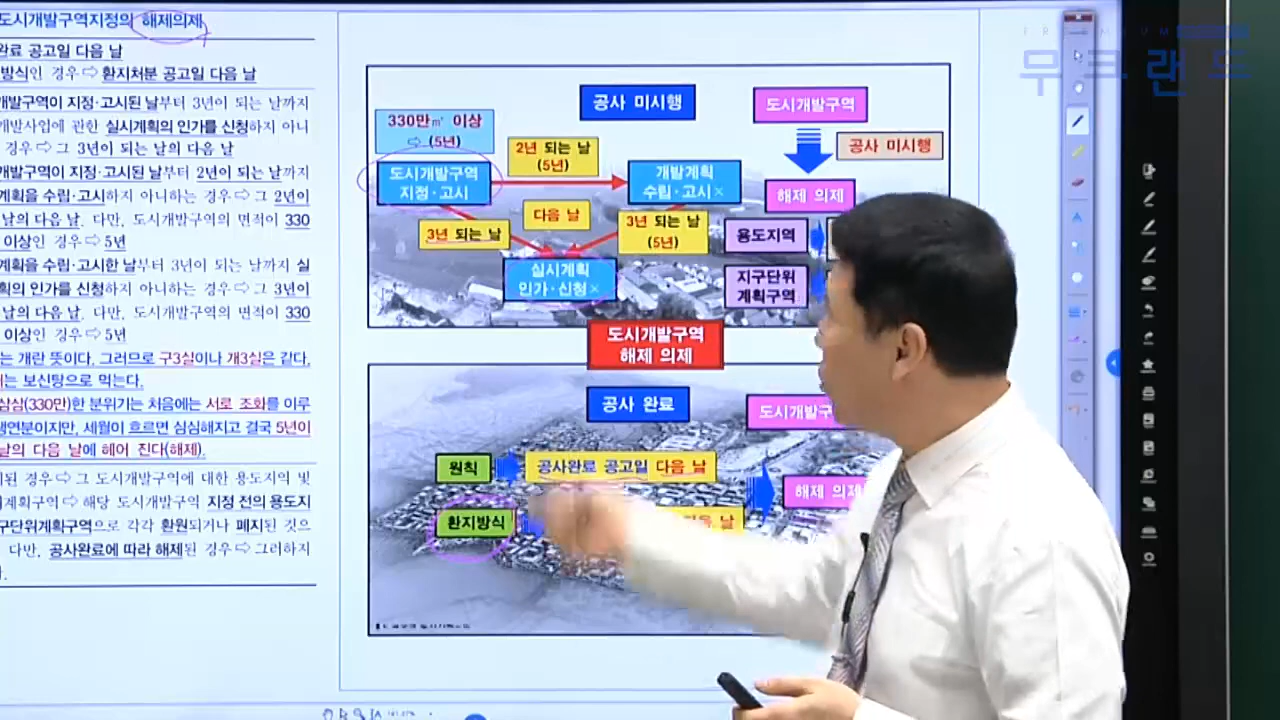 도시개발구역지정의 해제의제
완료 공고일 다음 날
방식인 경우⇨환지처분 공고일 다음 날
개발구역이 지정·고시된 날부터 3년이 되는 날까지
개발사업에 관한 실시계획의 인가를 신청하지 아니
경우⇨그 3년이 되는 날의 다음 날
개발구역이 지정·고시된 날부터 2년이 되는 날까지
계획을 수립·고시하지 아니하는 경우⇨그 2년이
날의 다음 날. 다만, 도시개발구역의 면적이 330
이상인 경우⇨5년
계획을 수립·고시한 날부터 3년이 되는 날까지 실
획의 인가를 신청하지 아니하는 경우⇨그 3년이
날의 다음 날. 다만, 도시개발구역의 면적이 330
이상인 경우⇨5년
는 개란 뜻이다. 그러므로 구3실이나 개3실은 같다.
는 보신탕으로 먹는다.
삼삼(330만)한 분위기는 처음에는 서로 조화를 이루
생연분이지만, 세월이 흐르면 심심해지고 결국 5년이
날의 다음 날에 헤어 진다(해제).
된 경우⇨그 도시개발구역에 대한 용도지역 및
계획구역⇨해당 도시개발구역 지정 전의 용도지
구단위계획구역으로 각각 환원되거나 폐지된 것으
다만, 공사완료에 따라 해제된 경우⇨그러하지
무크랜드
공사 미시행
도시개발구역
330만㎡ 이상
⇨ (5년)
2년 되는 날
(5년)
공사 미시행
도시개발구역
지정·고시
개발계획
수립·고시×
해제 의제
다음 날
3년 되는 날
3년 되는 날
(5년)
용도지역
실시계획
인가·신청×
지구단위
계획구역
도시개발구역
해제 의제
공사 완료
도시개발구
원칙
공사완료 공고일 다음 날
해제 의제
환지방식
다음 날